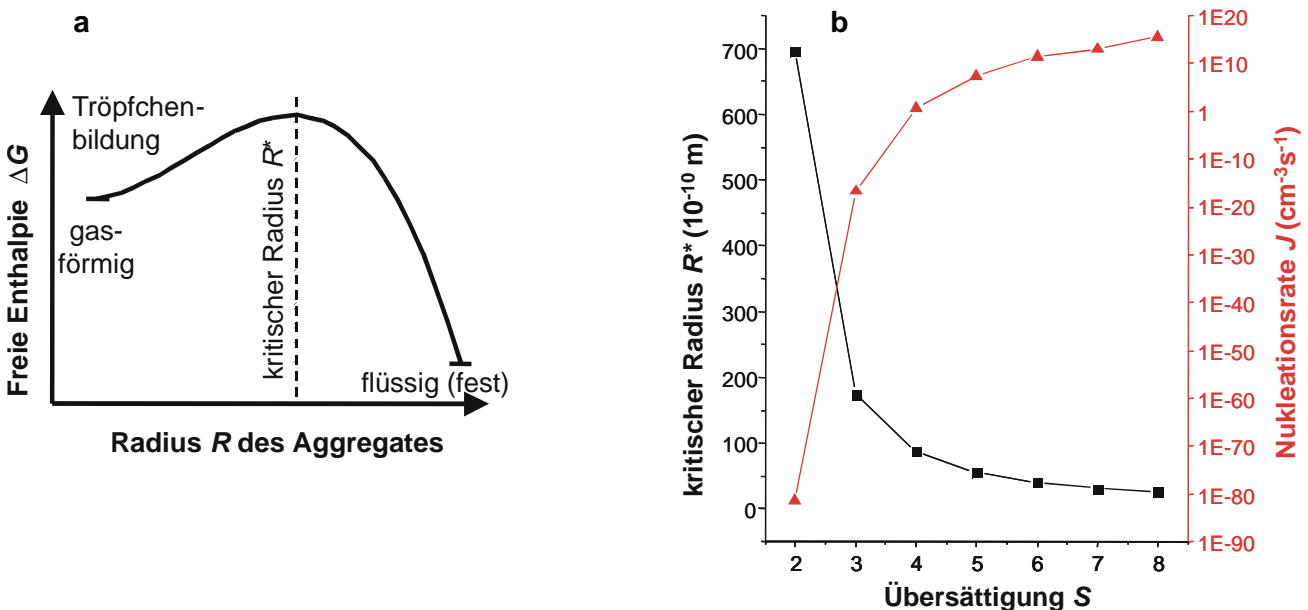 a
Freie Enthalpie ΔG
Tröpfchen-
bildung
gas-
förmig
kritischer Radius R*
flüssig (fest)
Radius R des Aggregates
b
kritischer Radius R* (10⁻¹⁰ m)
700
600
500
400
300
200
100
0
2 3 4 5 6 7 8
Übersättigung S
1E20
1E10
1
1E-10
1E-20
1E-30
1E-40
1E-50
1E-60
1E-70
1E-80
1E-90
Nukleationsrate J (cm⁻³s⁻¹)